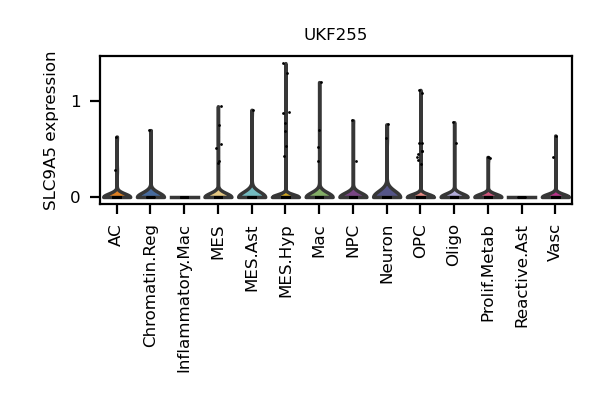 UKF255
SLC9A5 expression
1
0
AC
Chromatin.Reg
Inflammatory.Mac
MES
MES.Ast
MES.Hyp
Mac
NPC
Neuron
OPC
Oligo
Prolif.Metab
Reactive.Ast
Vasc